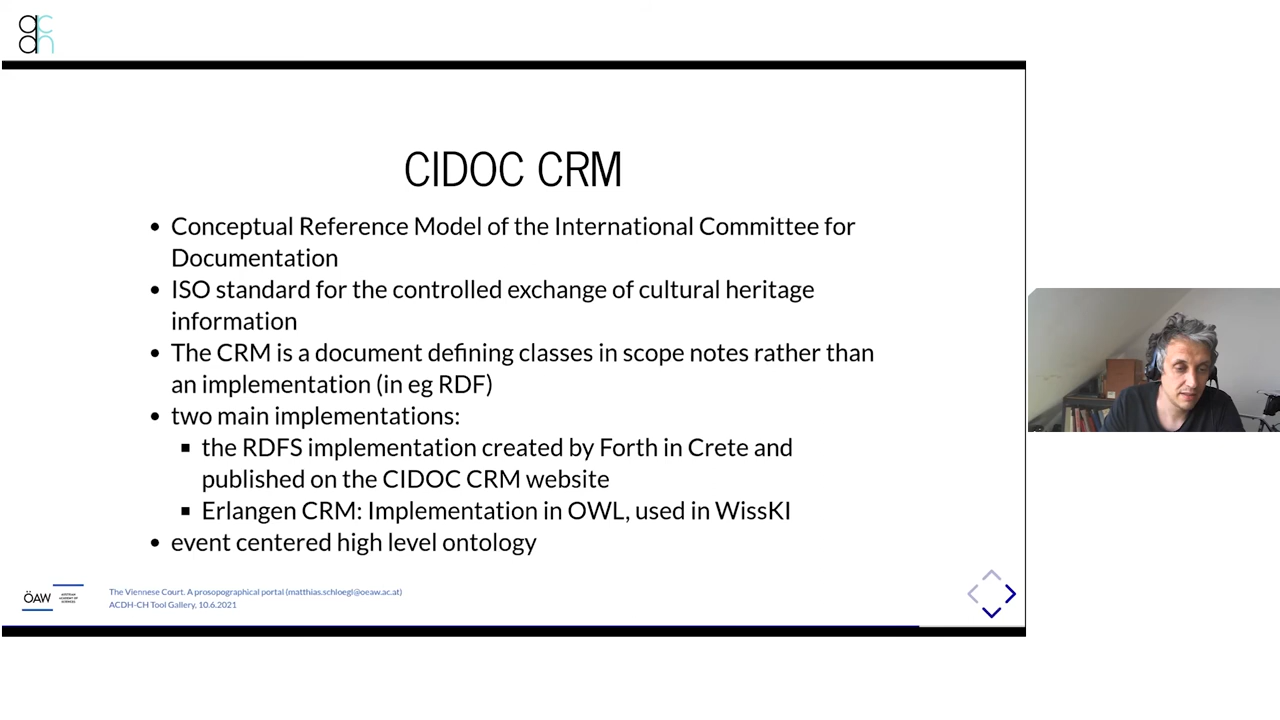 CIDOC CRM
• Conceptual Reference Model of the International Committee for
Documentation
• ISO standard for the controlled exchange of cultural heritage
information
• The CRM is a document defining classes in scope notes rather than
an implementation (in eg RDF)
• two main implementations:
▪ the RDFS implementation created by Forth in Crete and
published on the CIDOC CRM website
▪ Erlangen CRM: Implementation in OWL, used in WissKI
• event centered high level ontology
ÖAW
AUSTRIAN
ACADEMY OF
SCIENCES
The Viennese Court. A prosopographical portal (matthias.schloegl@oeaw.ac.at)
ACDH-CH Tool Gallery, 10.6.2021